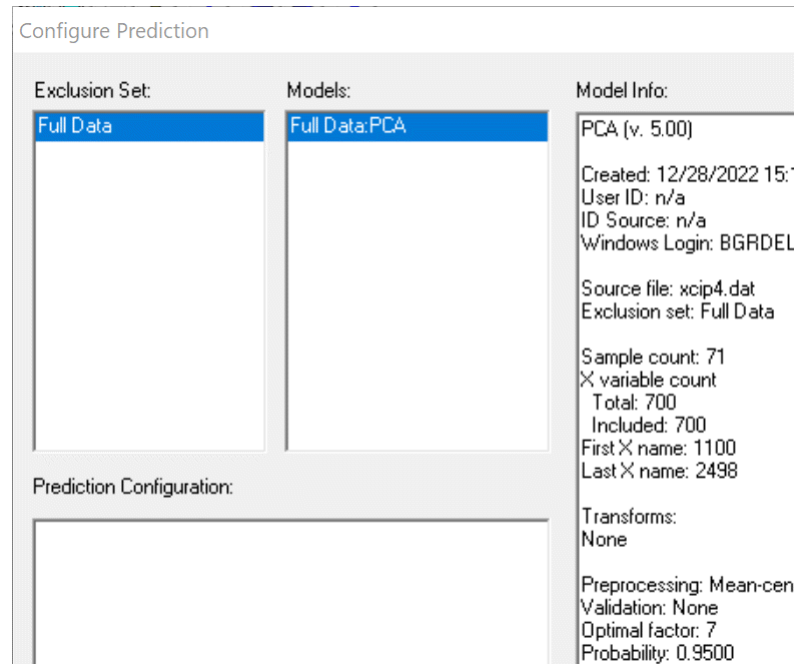 Configure Prediction
Exclusion Set:
Full Data
Models:
Full Data:PCA
Prediction Configuration:
Model Info:
PCA (v. 5.00)
Created: 12/28/2022 15:1
User ID: n/a
ID Source: n/a
Windows Login: BGRDEL
Source file: xcip4.dat
Exclusion set: Full Data
Sample count: 71
X variable count
Total: 700
Included: 700
First X name: 1100
Last X name: 2498
Transforms:
None
Preprocessing: Mean-cen
Validation: None
Optimal factor: 7
Probability: 0.9500